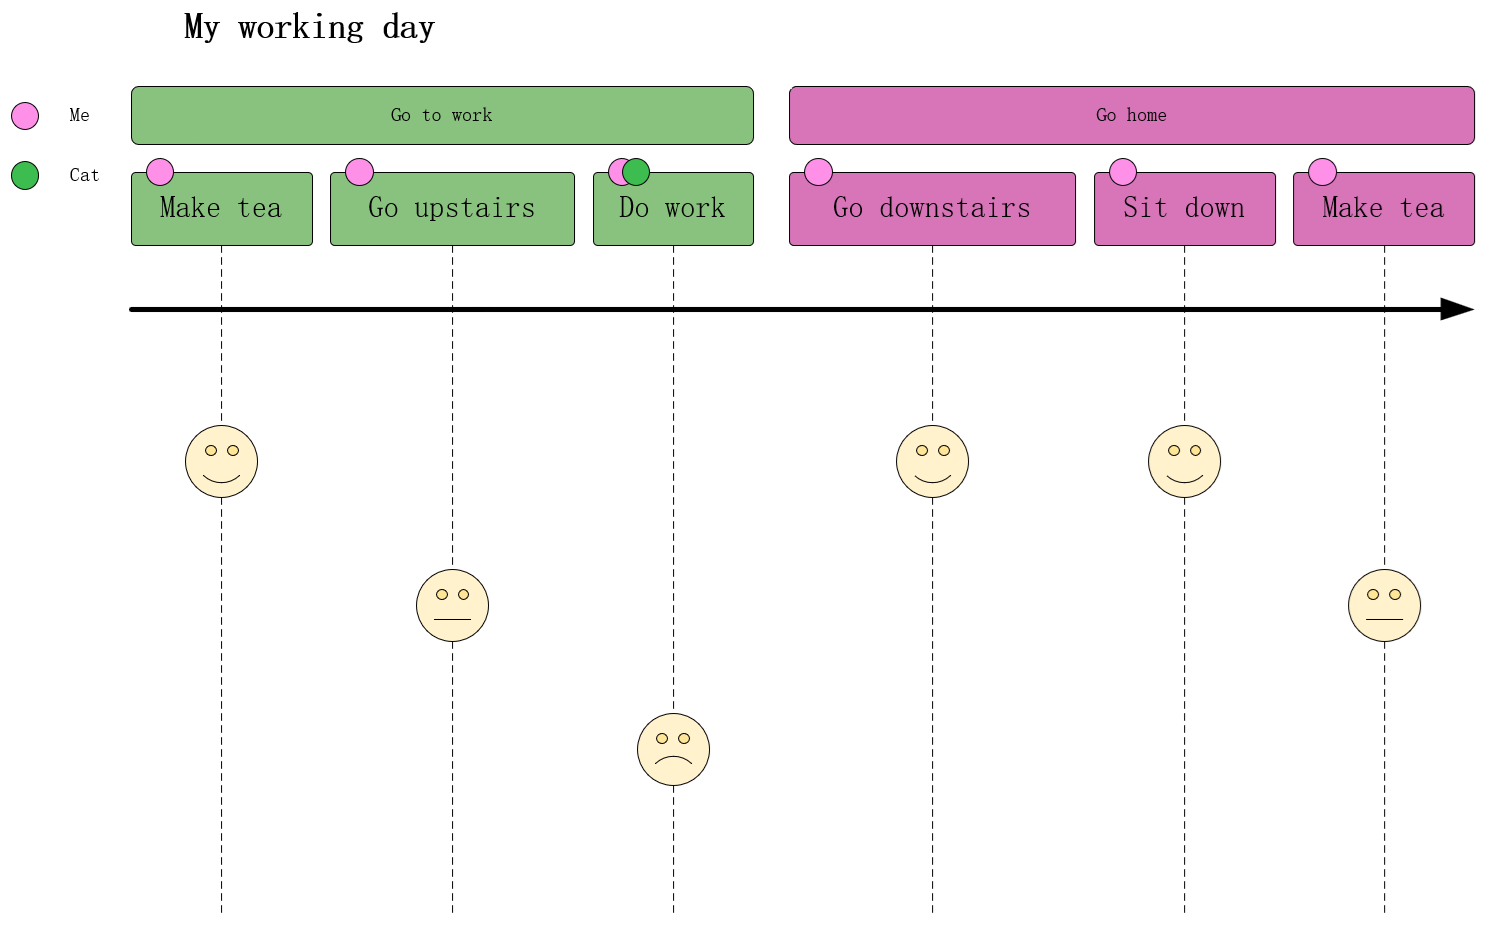 My working day
Me
Cat
Go to work
Go home
Make tea
Go upstairs
Do work
Go downstairs
Sit down
Make tea